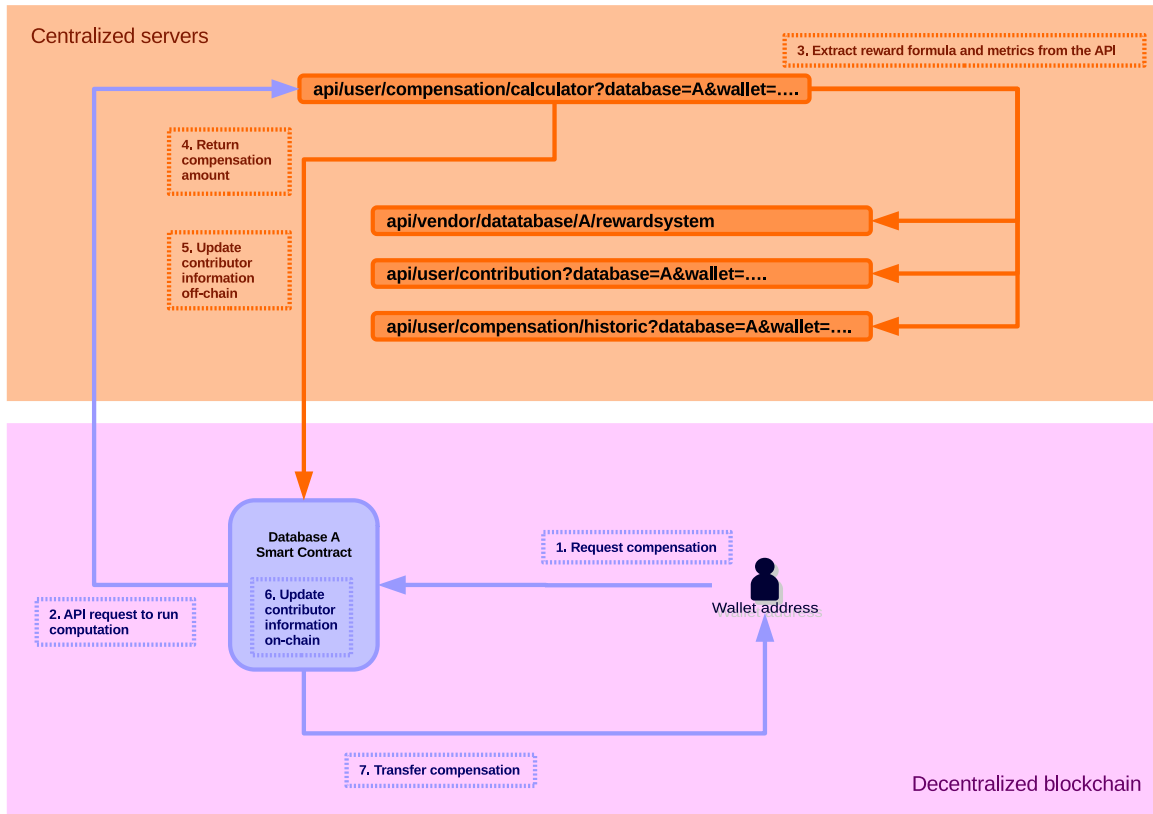 Centralized servers
3. Extract reward formula and metrics from the API
api/user/compensation/calculator?database=A&wallet=….
4. Return
compensation
amount
api/vendor/datatabase/A/rewardsystem
5. Update
contributor
information
off-chain
api/user/contribution?database=A&wallet=….
api/user/compensation/historic?database=A&wallet=….
Database A
Smart Contract
1. Request compensation
6. Update
contributor
information
on-chain
Wallet address
2. API request to run
computation
7. Transfer compensation
Decentralized blockchain